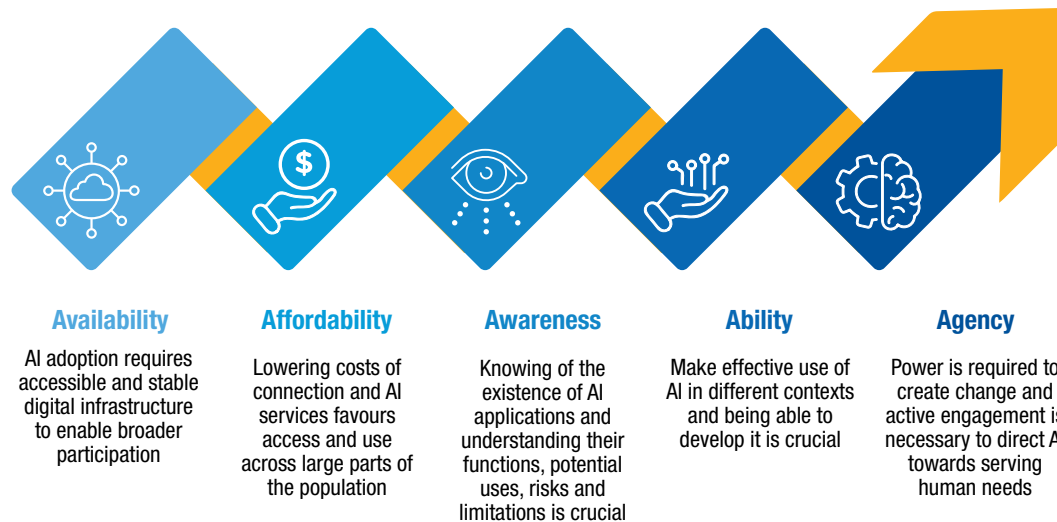 $
Availability
AI adoption requires
accessible and stable
digital infrastructure
to enable broader
participation
Affordability
Lowering costs of
connection and AI
services favours
access and use
across large parts of
the population
Awareness
Knowing of the
existence of AI
applications and
understanding their
functions, potential
uses, risks and
limitations is crucial
Ability
Make effective use of
AI in different contexts
and being able to
develop it is crucial
Agency
Power is required to
create change and
active engagement is
necessary to direct AI
towards serving
human needs